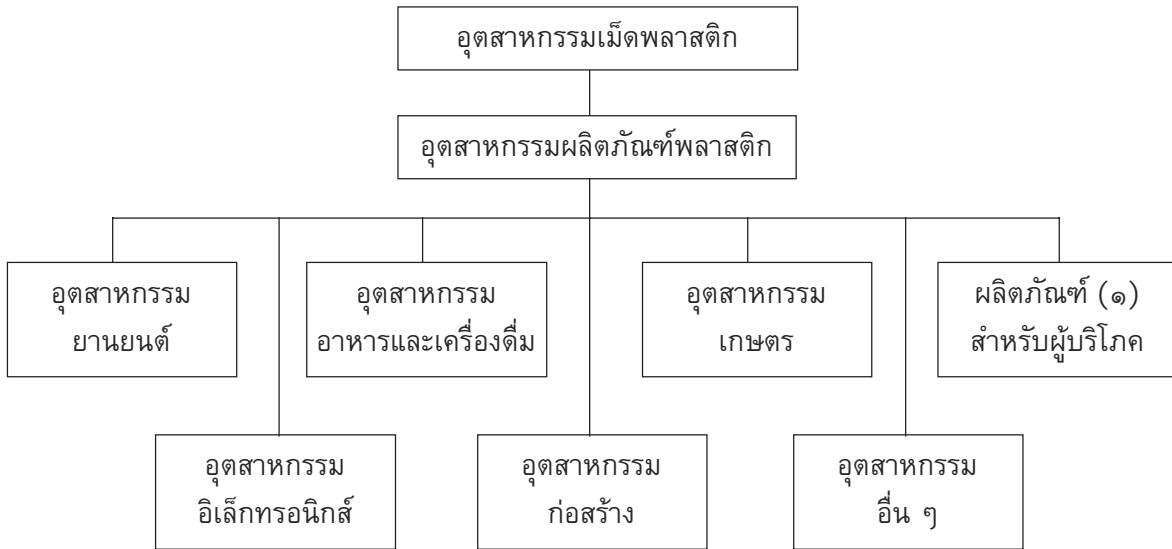 อุตสาหกรรมเม็ดพลาสติก
อุตสาหกรรมผลิตภัณฑ์พลาสติก
อุตสาหกรรม
ยานยนต์
อุตสาหกรรม
อาหารและเครื่องดื่ม
อุตสาหกรรม
เกษตร
ผลิตภัณฑ์ (๑)
สำหรับผู้บริโภค
อุตสาหกรรม
อิเล็กทรอนิกส์
อุตสาหกรรม
ก่อสร้าง
อุตสาหกรรม
อื่น ๆ